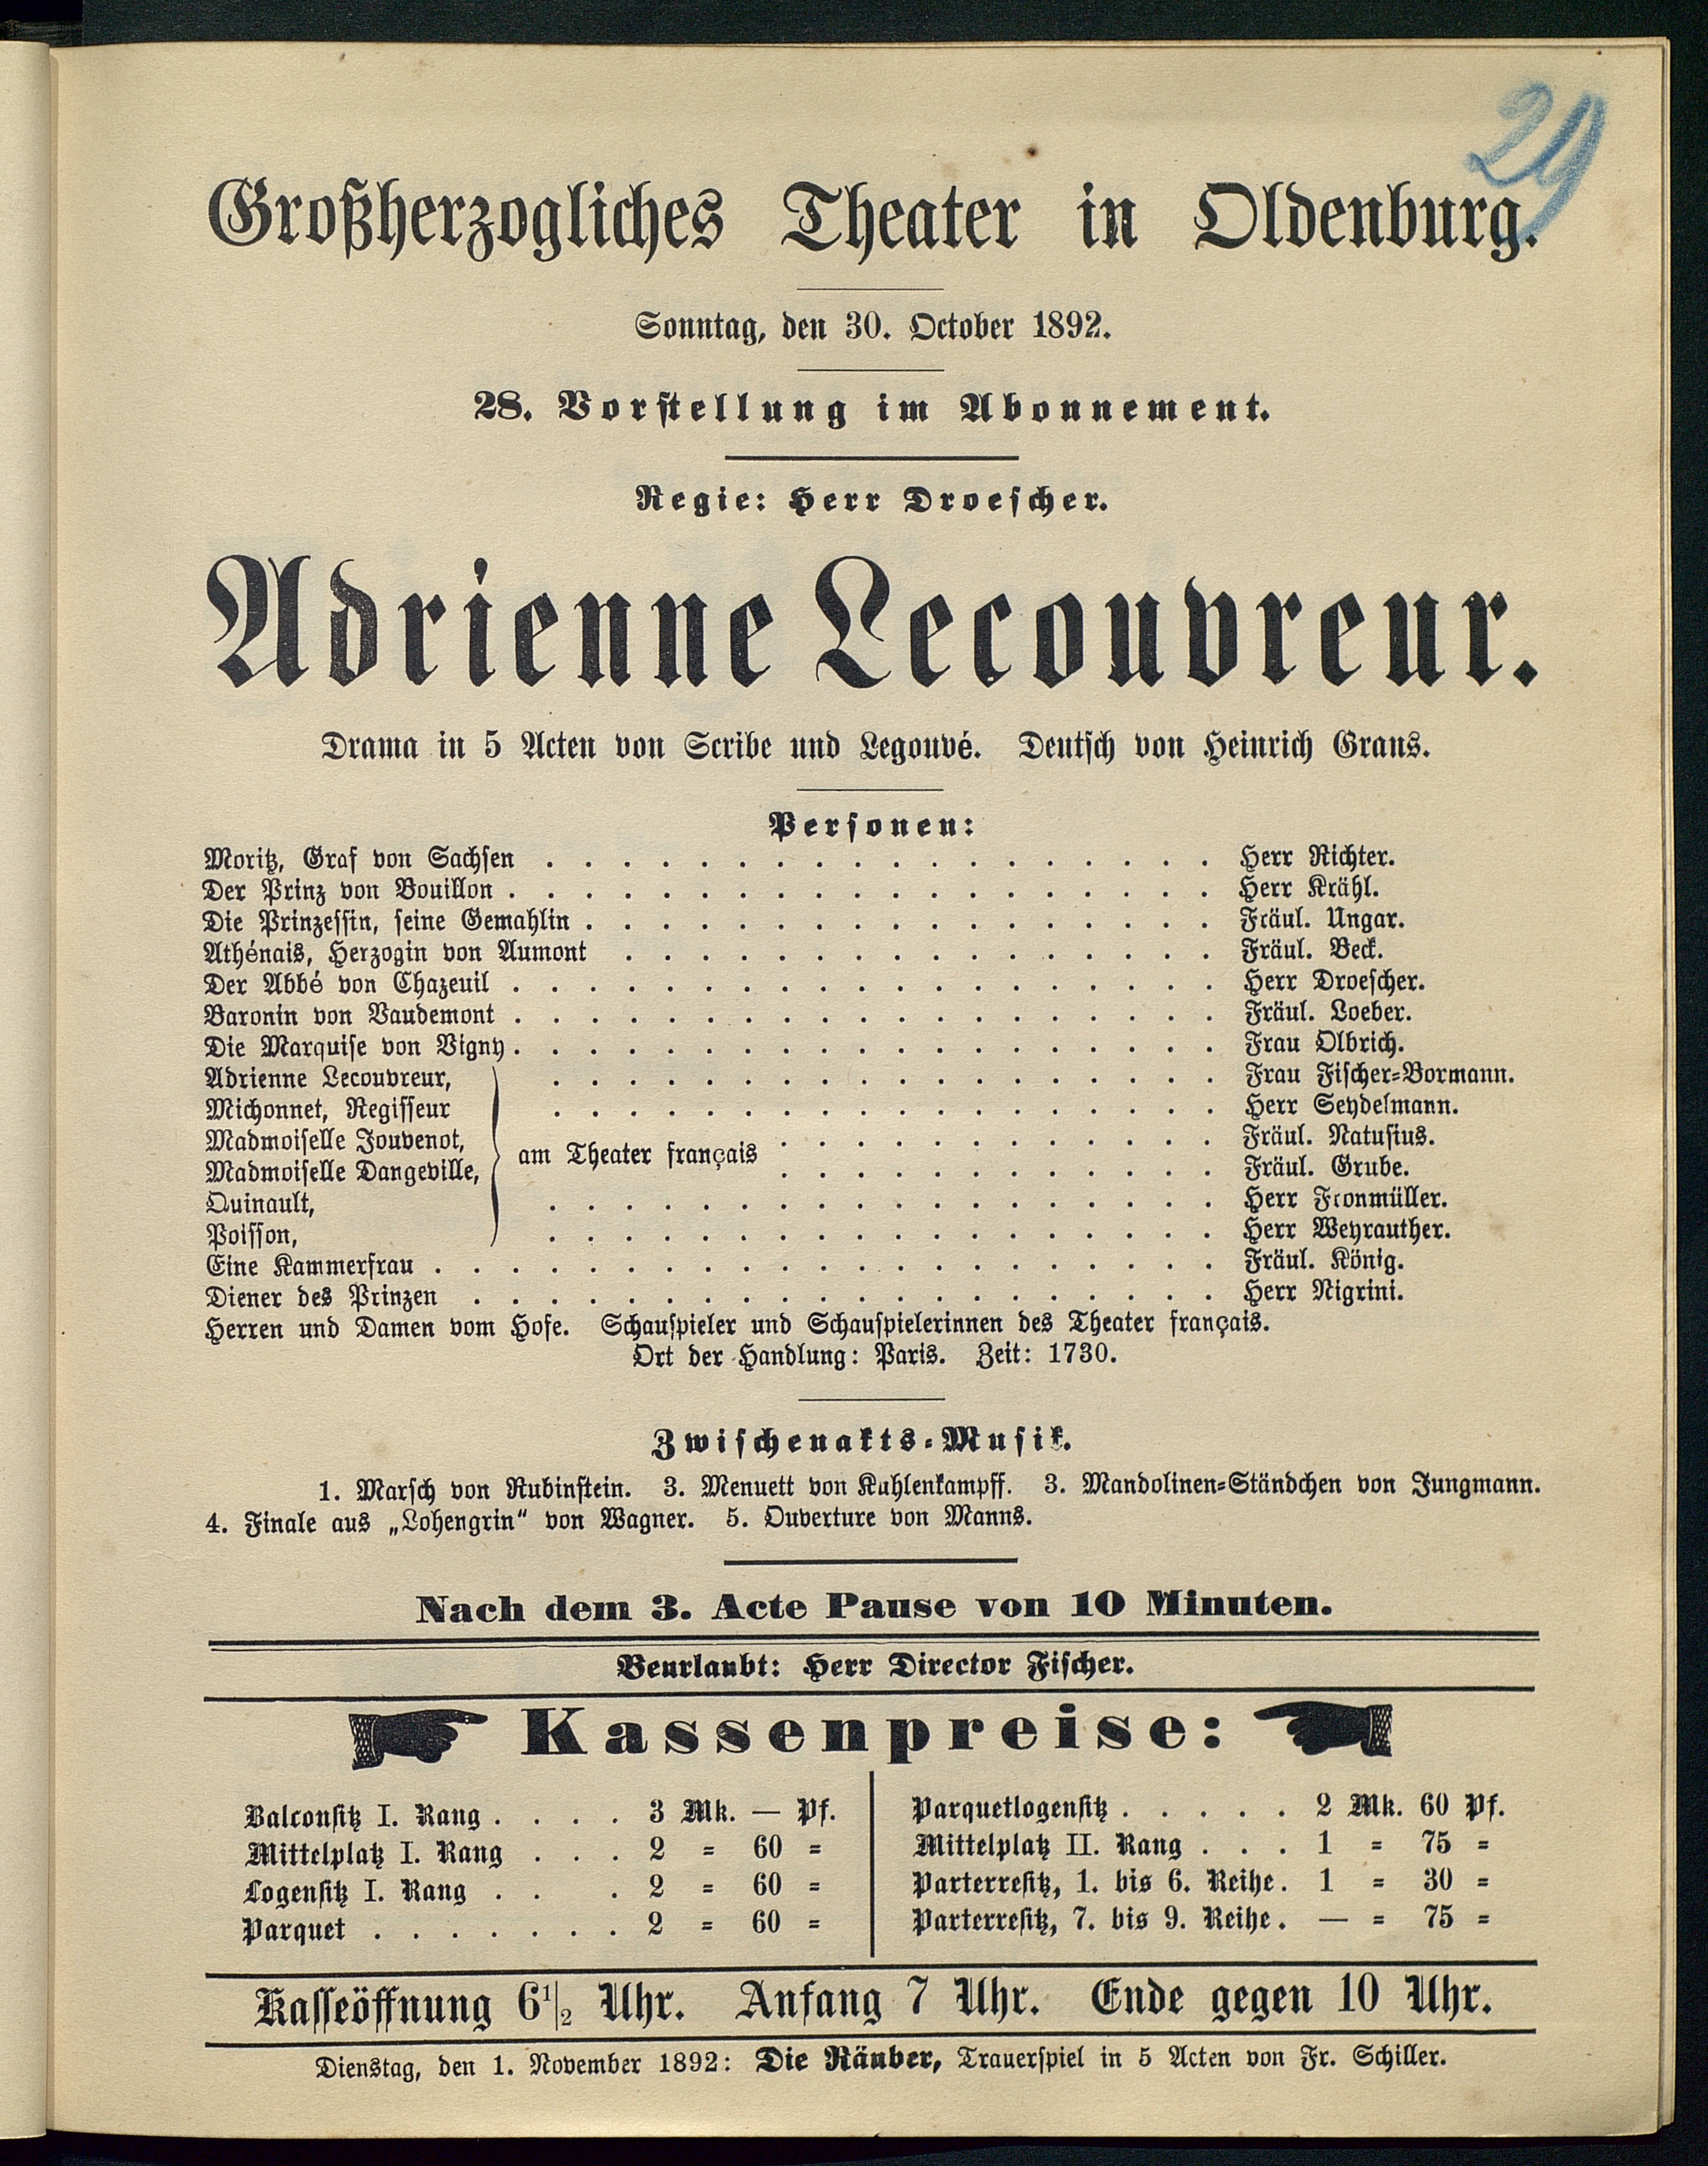 29
Großherzogliches Theater in Oldenburg.
Sonntag, den 30. October 1892.
28. Vorstellung im Abonnement.
Regie: Herr Droescher.
Adrienne Lecouvreur.
Drama in 5 Acten von Scribe und Legouvé. Deutsch von Heinrich Grans.
Personen:
Moritz, Graf von Sachsen . . . . . . . . . . . . . . . . . . Herr Richter.
Der Prinz von Bouillon . . . . . . . . . . . . . . . . . . . Herr Krähl.
Die Prinzessin, seine Gemahlin . . . . . . . . . . . . . . . . . Fräul. Ungar.
Athénais, Herzogin von Aumont . . . . . . . . . . . . . . . . Fräul. Beck.
Der Abbé von Chazeuil . . . . . . . . . . . . . . . . . . . Herr Droescher.
Baronin von Vaudemont . . . . . . . . . . . . . . . . . . . Fräul. Loeber.
Die Marquise von Vigny . . . . . . . . . . . . . . . . . . . Frau Olbrich.
Adrienne Lecouvreur, . . . . . . . . . . . . . . . . . . Frau Fischer=Bormann.
Michonnet, Regisseur . . . . . . . . . . . . . . . . . . Herr Seydelmann.
Madmoiselle Jouvenot, . . . . . . . . . . . . Fräul. Natusius.
am Theater français
Madmoiselle Dangeville, . . . . . . . . . . . . Fräul. Grube.
Quinault, . . . . . . . . . . . . . . . . . . Herr Fronmüller.
Poisson, . . . . . . . . . . . . . . . . . . Herr Weyrauther.
Eine Kammerfrau . . . . . . . . . . . . . . . . . . . . . Fräul. König.
Diener des Prinzen . . . . . . . . . . . . . . . . . . . . Herr Nigrini.
Herren und Damen vom Hofe. Schauspieler und Schauspielerinnen des Theater français.
Ort der Handlung: Paris. Zeit: 1730.
Zwischenakts=Musik.
1. Marsch von Rubinstein. 3. Menuett von Kuhlenkampff. 3. Mandolinen=Ständchen von Jungmann.
4. Finale aus „Lohengrin“ von Wagner. 5. Ouverture von Manns.
Nach dem 3. Acte Pause von 10 Minuten.
Beurlaubt: Herr Director Fischer.
Kassenpreise:
Balconsitz I. Rang . . . . 3 Mk. — Pf.
Mittelplatz I. Rang . . . 2 = 60 =
Logensitz I. Rang . . . 2 = 60 =
Parquet . . . . . . . 2 = 60 =
Parquetlogensitz . . . . . 2 Mk. 60 Pf.
Mittelplatz II. Rang . . . 1 = 75 =
Parterresitz, 1. bis 6. Reihe. 1 = 30 =
Parterresitz, 7. bis 9. Reihe. — = 75 =
Kasseöffnung 6 1/2 Uhr. Anfang 7 Uhr. Ende gegen 10 Uhr.
Dienstag, den 1. November 1892: Die Räuber, Trauerspiel in 5 Acten von Fr. Schiller.